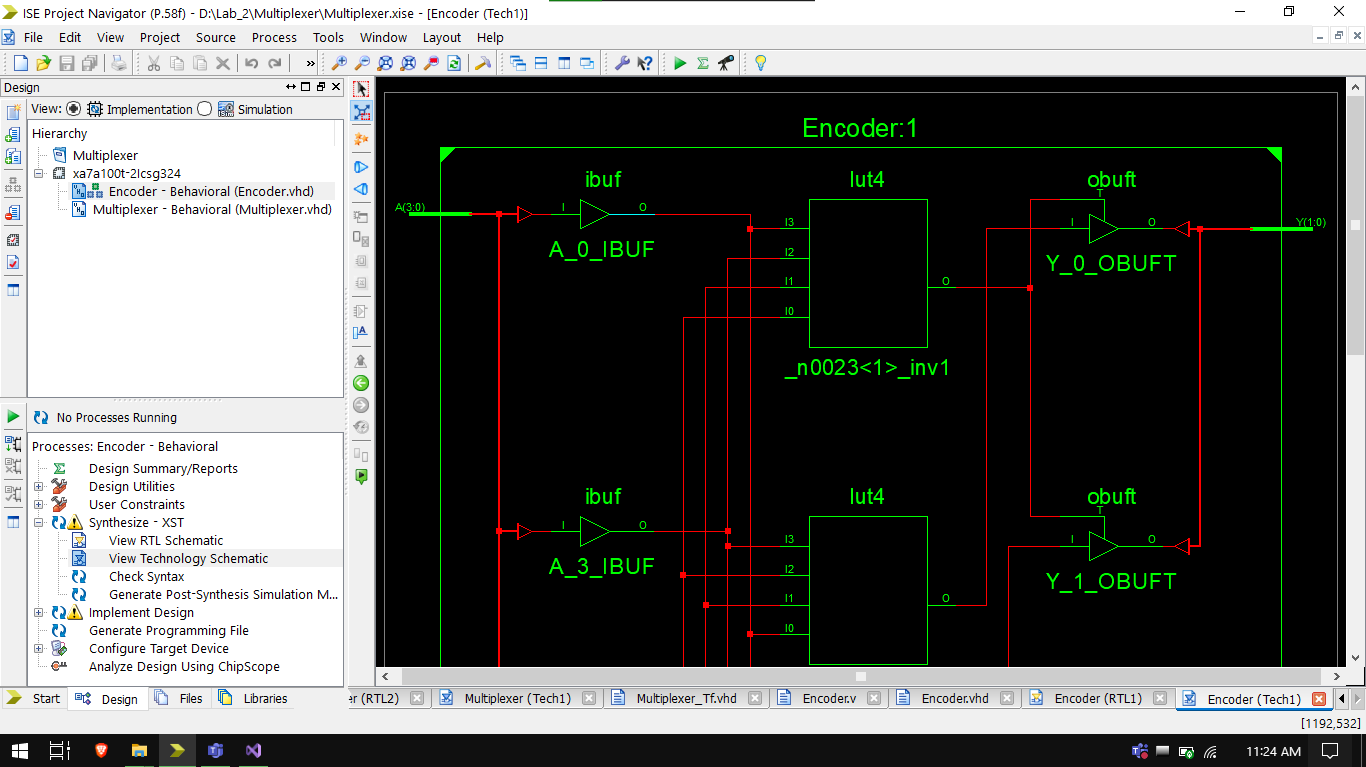 ISE Project Navigator (P.58f) - D:\Lab_2\Multiplexer\Multiplexer.xise - [Encoder (Tech1)]
File Edit View Project Source Process Tools Window Layout Help
»
Design
View: Implementation Simulation
Hierarchy
Multiplexer
xa7a100t-2Icsg324
Encoder - Behavioral (Encoder.vhd)
Multiplexer - Behavioral (Multiplexer.vhd)
No Processes Running
Processes: Encoder - Behavioral
Design Summary/Reports
Design Utilities
User Constraints
Synthesize - XST
View RTL Schematic
View Technology Schematic
Check Syntax
Generate Post-Synthesis Simulation M...
Implement Design
Generate Programming File
Configure Target Device
Analyze Design Using ChipScope
Start Design Files Libraries
Encoder:1
ibuf lut4 obuft
T
A(3:0) I O I3 I O Y(1:0)
A_0_IBUF I2 Y_0_OBUFT
I1 O
I0
_n0023<1>_inv1
ibuf lut4 obuft
T
I O I3 I O
A_3_IBUF I2 Y_1_OBUFT
I1 O
I0
er (RTL2) Multiplexer (Tech1) Multiplexer_Tf.vhd Encoder.v Encoder.vhd Encoder (RTL1) Encoder (Tech1)
[1192,532]
11:24 AM